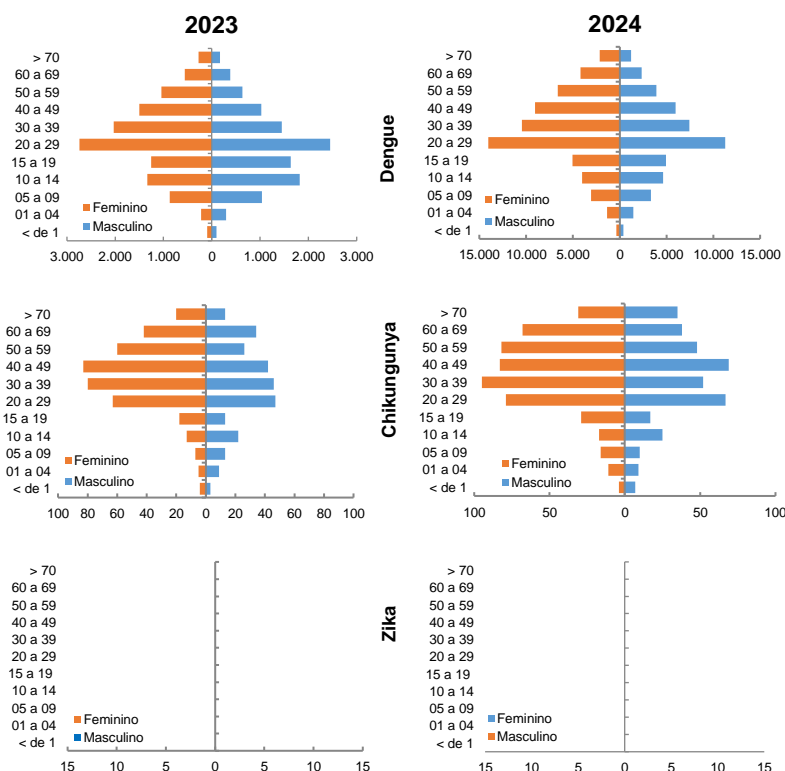 2023
2024
> 70
60 a 69
50 a 59
40 a 49
30 a 39
20 a 29
15 a 19
10 a 14
05 a 09
01 a 04
< de 1
Feminino
Masculino
3.000 2.000 1.000 0 1.000 2.000 3.000
Dengue
> 70
60 a 69
50 a 59
40 a 49
30 a 39
20 a 29
15 a 19
10 a 14
05 a 09
01 a 04
< de 1
Feminino
Masculino
15.000 10.000 5.000 0 5.000 10.000 15.000
> 70
60 a 69
50 a 59
40 a 49
30 a 39
20 a 29
15 a 19
10 a 14
05 a 09
01 a 04
< de 1
Feminino
Masculino
100 80 60 40 20 0 20 40 60 80 100
Chikungunya
> 70
60 a 69
50 a 59
40 a 49
30 a 39
20 a 29
15 a 19
10 a 14
05 a 09
01 a 04
< de 1
Feminino
Masculino
100 50 0 50 100
> 70
60 a 69
50 a 59
40 a 49
30 a 39
20 a 29
15 a 19
10 a 14
05 a 09
01 a 04
< de 1
Feminino
Masculino
15 10 5 0 5 10 15
Zika
> 70
60 a 69
50 a 59
40 a 49
30 a 39
20 a 29
15 a 19
10 a 14
05 a 09
01 a 04
< de 1
Feminino
Masculino
15 10 5 0 5 10 15